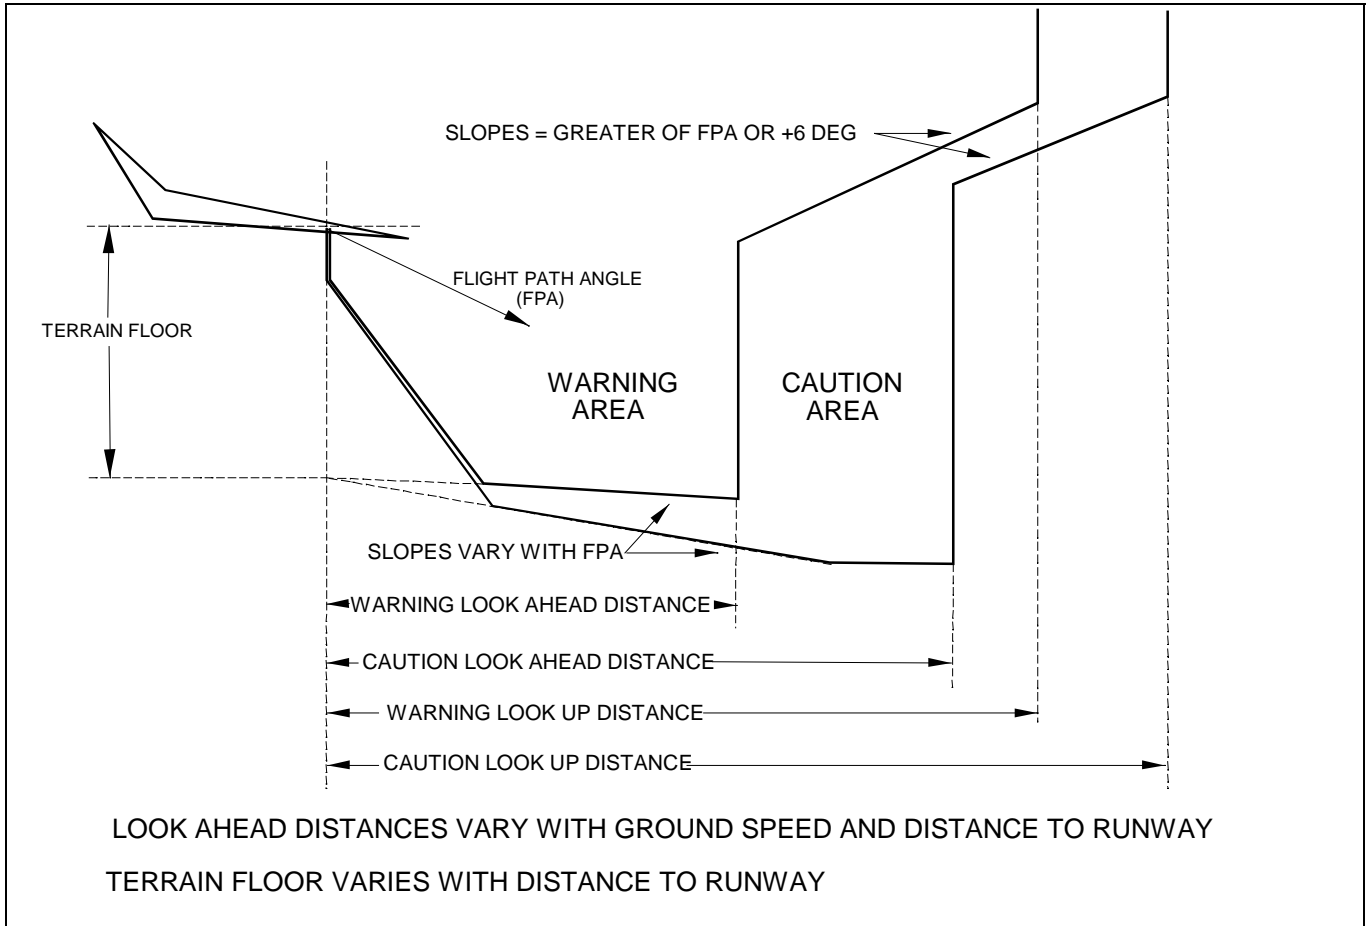 SLOPES = GREATER OF FPA OR +6 DEG
FLIGHT PATH ANGLE
(FPA)
TERRAIN FLOOR
WARNING
AREA
CAUTION
AREA
SLOPES VARY WITH FPA
WARNING LOOK AHEAD DISTANCE
CAUTION LOOK AHEAD DISTANCE
WARNING LOOK UP DISTANCE
CAUTION LOOK UP DISTANCE
LOOK AHEAD DISTANCES VARY WITH GROUND SPEED AND DISTANCE TO RUNWAY
TERRAIN FLOOR VARIES WITH DISTANCE TO RUNWAY